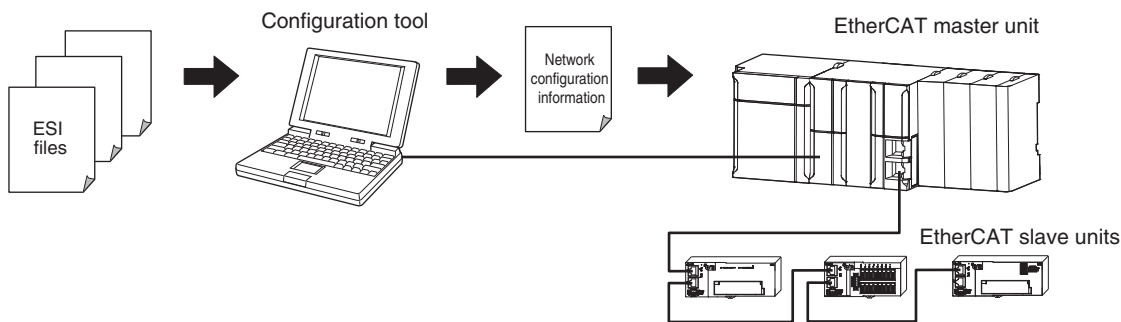 Configuration tool
EtherCAT master unit
ESI
files
Network
configuration
information
EtherCAT slave units